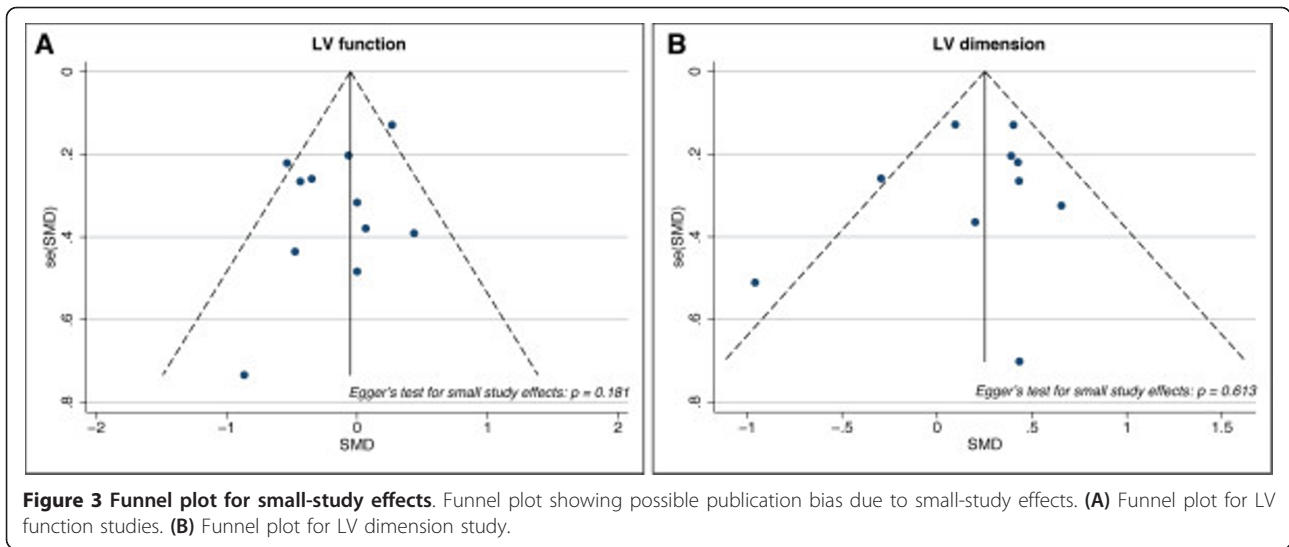 A
LV function
0
.2
.4
.6
.8
se(SMD)
Egger's test for small study effects: p = 0.181
−2
−1
0
1
2
SMD
B
LV dimension
0
.2
.4
.6
.8
se(SMD)
Egger's test for small study effects: p = 0.613
−1
−.5
0
.5
1
1.5
SMD
Figure 3 Funnel plot for small-study effects. Funnel plot showing possible publication bias due to small-study effects. (A) Funnel plot for LV
function studies. (B) Funnel plot for LV dimension study.